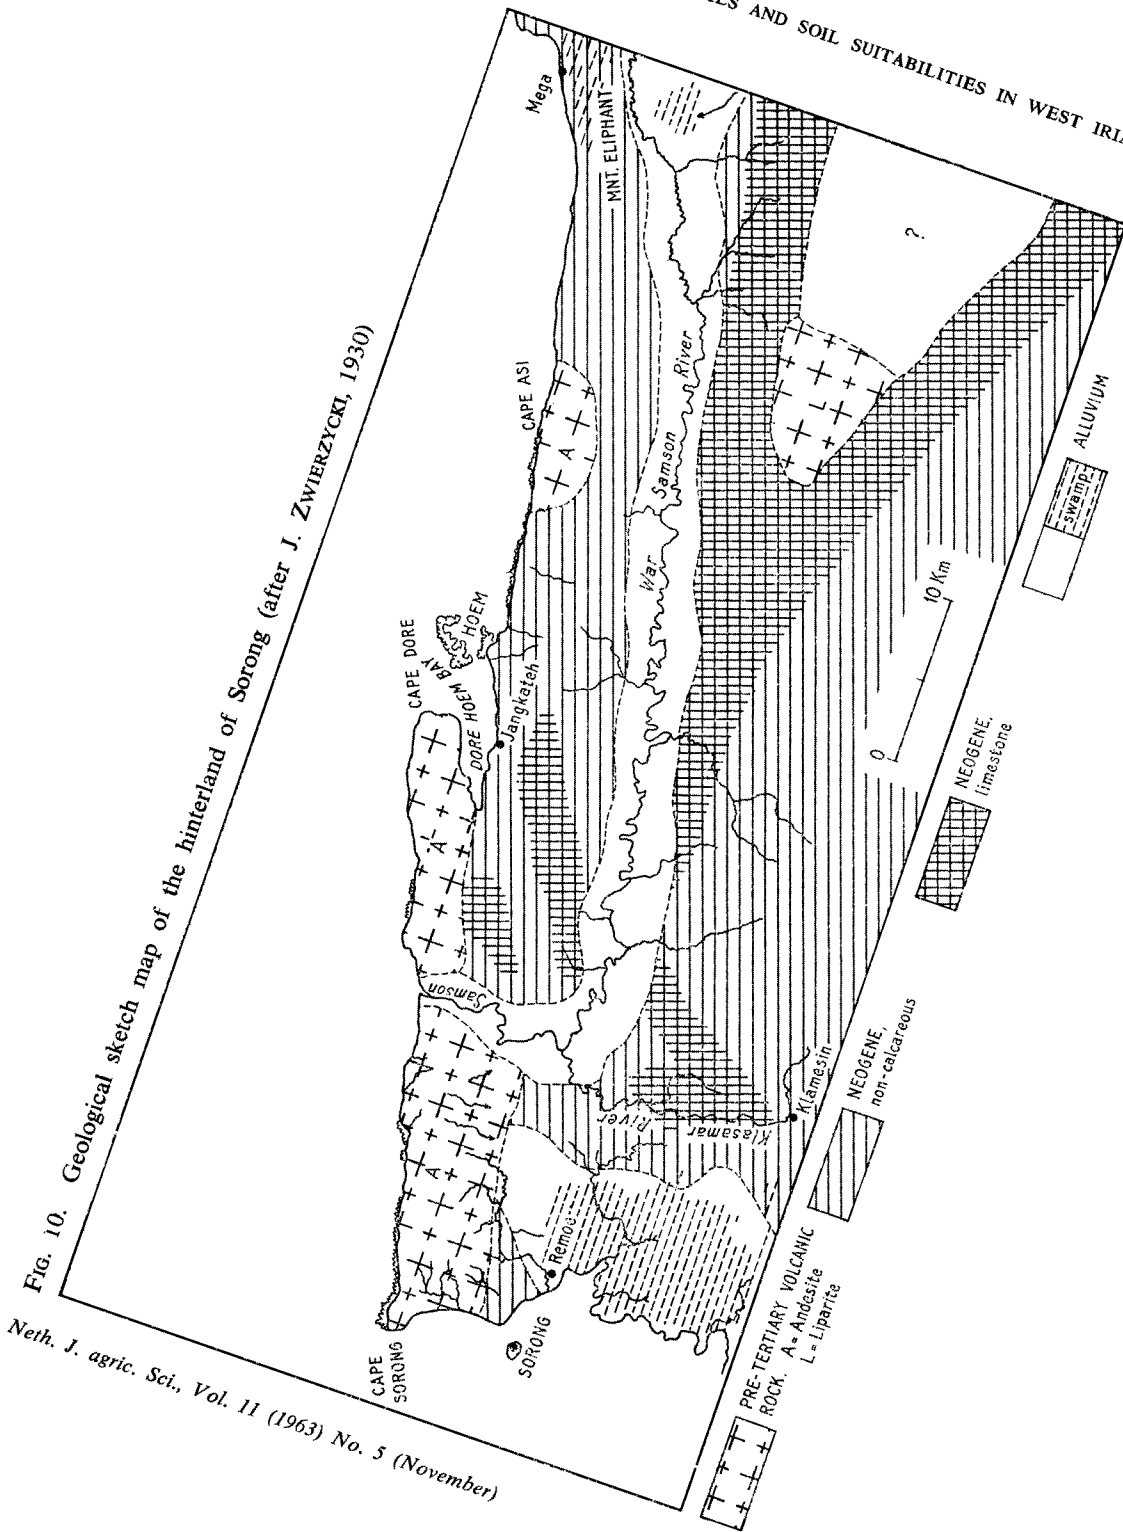 AND SOIL SUITABILITIES IN WEST
FIG. 10. Geological sketch map of the hinterland of Sorong (after J. ZWIERZYCKI, 1930)
Mega
MNT. ELIPHANT
CAPE ASI
A
CAPE DORE
HOEM
DORE HOEM BAY
Jangkateh
A
Samson
War Samson River
?
L
A
A
River
Klasamar
Klamesin
Remoe
SORONG
CAPE
SORONG
0 10 Km
PRE-TERTIARY VOLCANIC
ROCK. A = Andesite
L = Liparite
NEOGENE,
non-calcareous
NEOGENE,
limestone
swamp
ALLUVIUM
Neth. J. agric. Sci., Vol. 11 (1963) No. 5 (November)